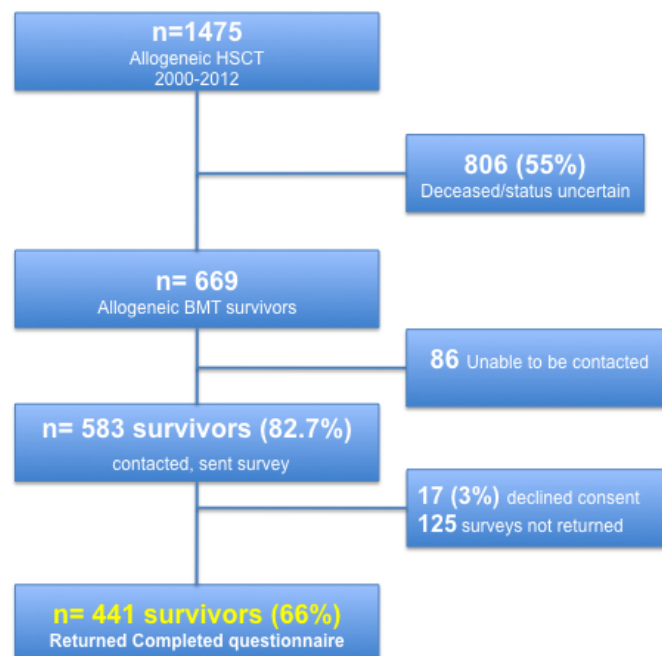 n=1475
Allogeneic HSCT
2000-2012
806 (55%)
Deceased/status uncertain
n= 669
Allogeneic BMT survivors
86 Unable to be contacted
n= 583 survivors (82.7%)
contacted, sent survey
17 (3%) declined consent
125 surveys not returned
n= 441 survivors (66%)
Returned Completed questionnaire